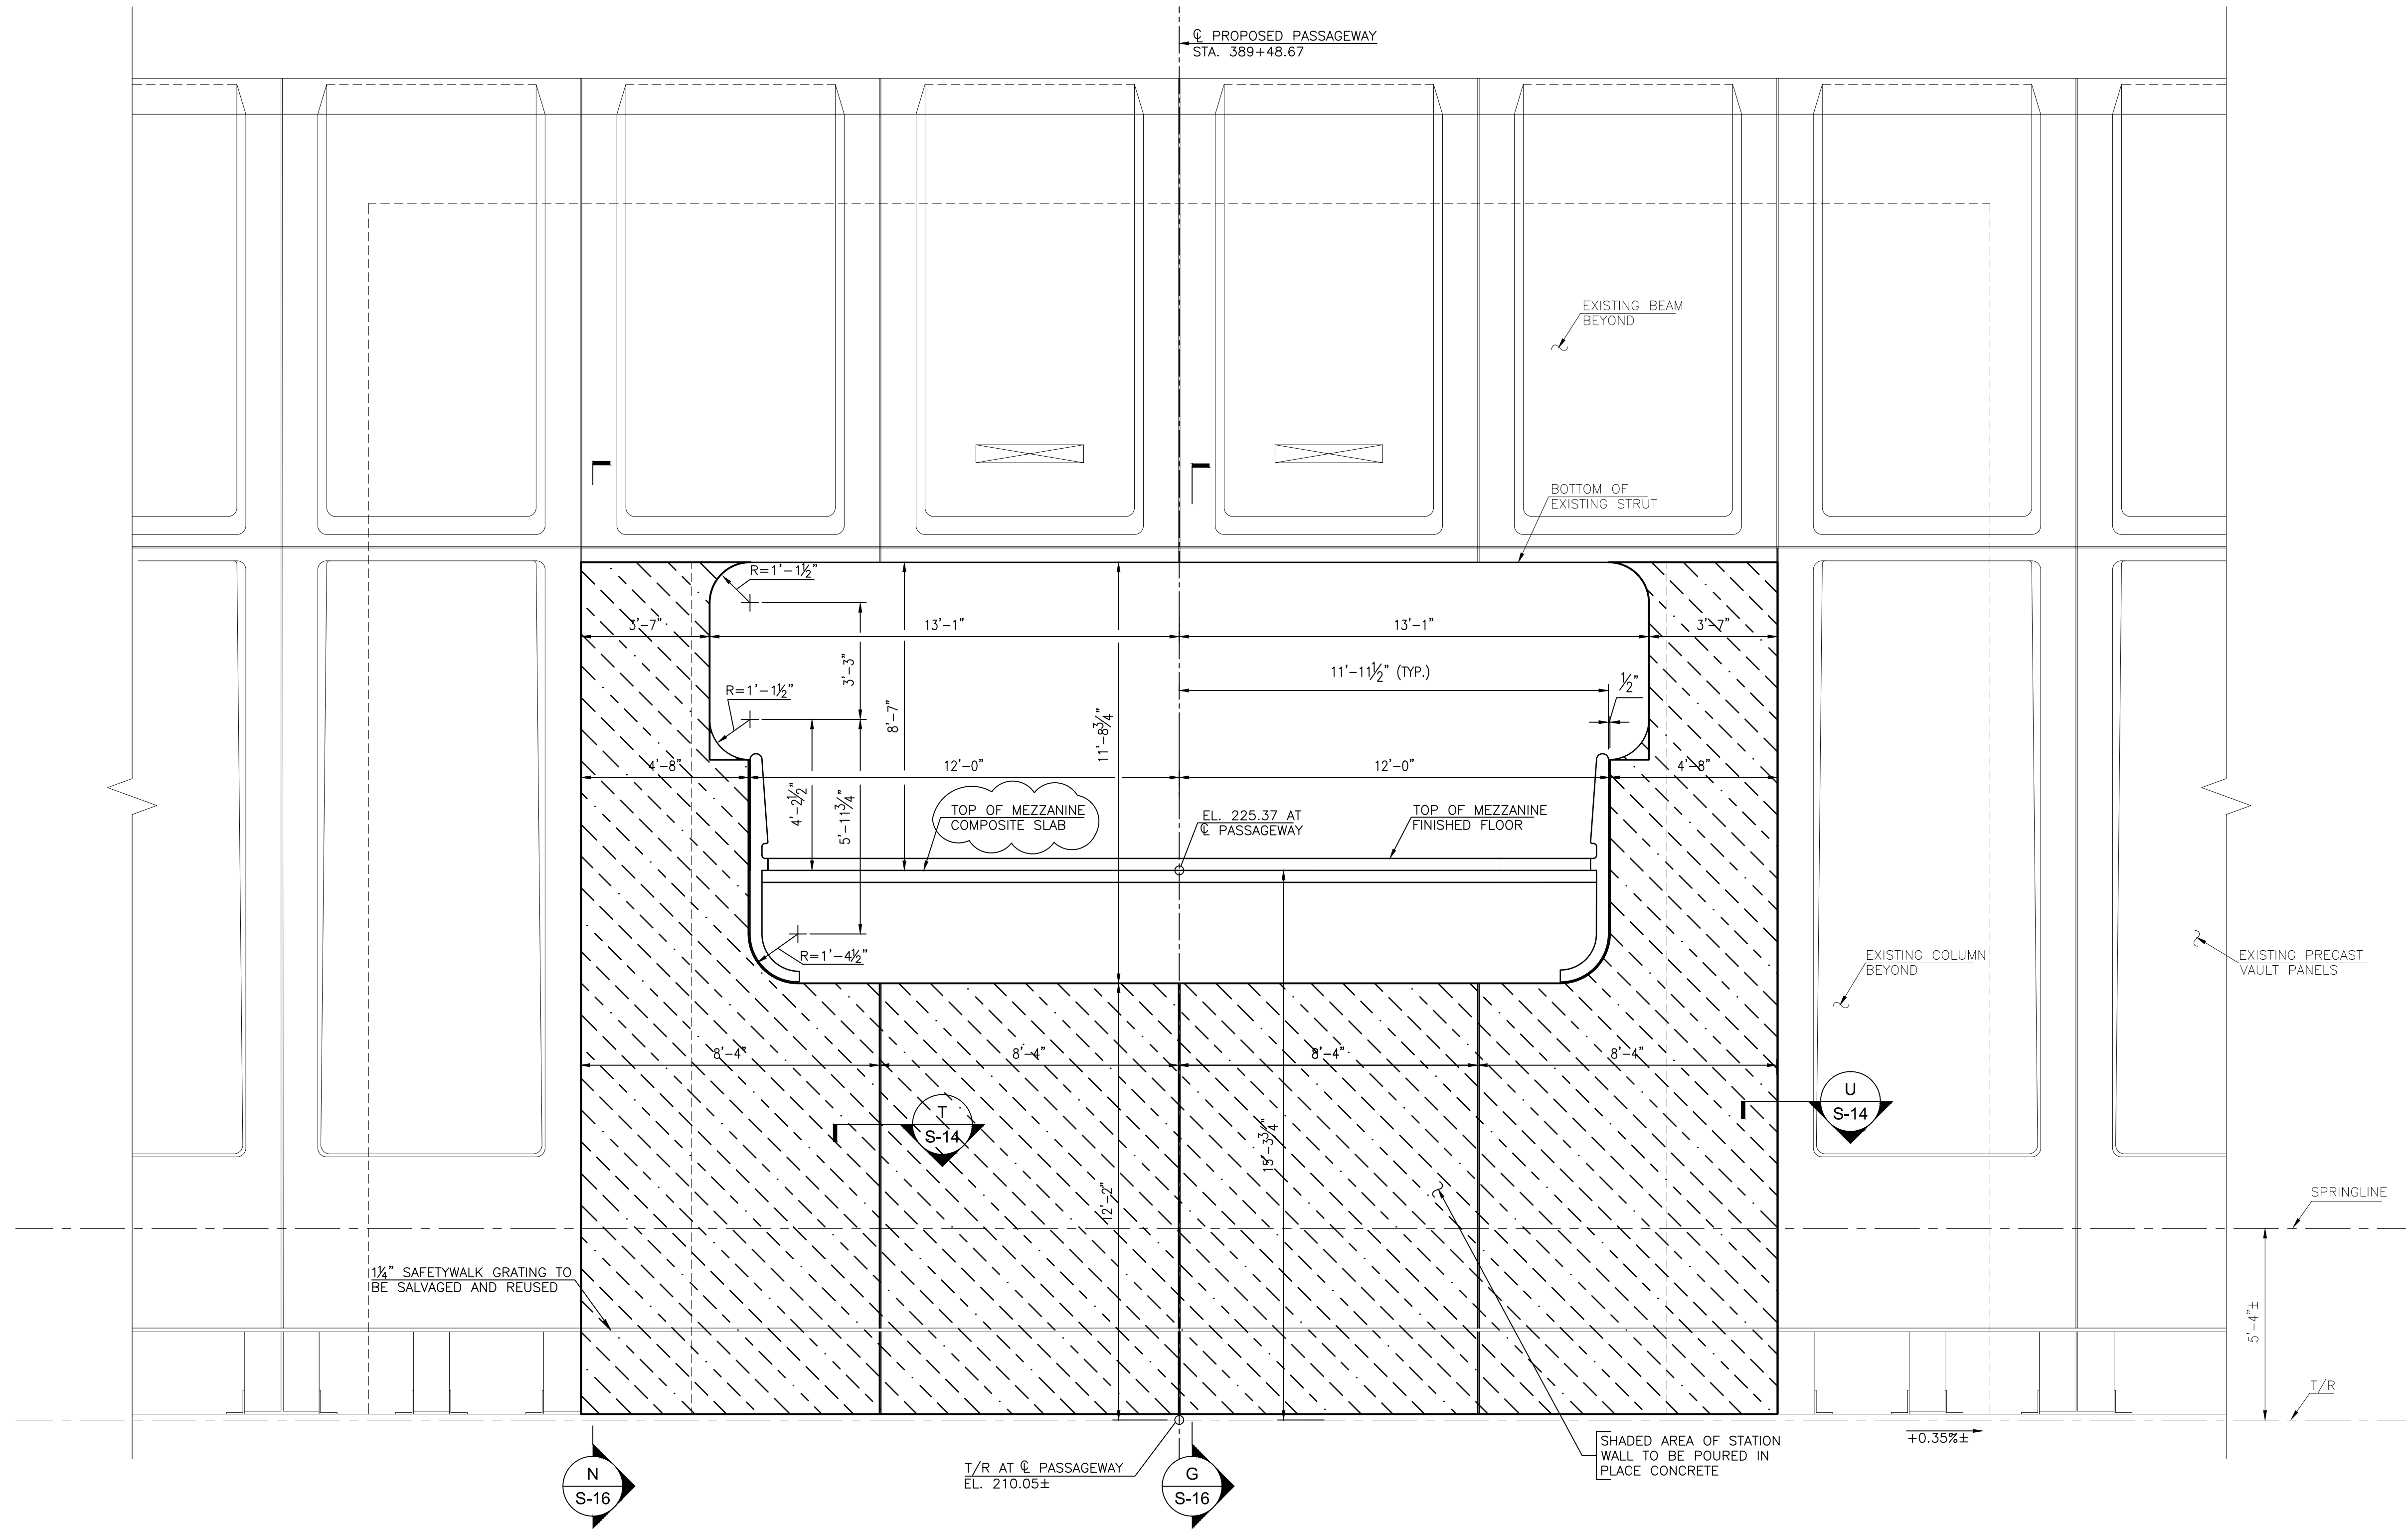 ℄ PROPOSED PASSAGEWAY
STA. 389+48.67
EXISTING BEAM
BEYOND
BOTTOM OF
EXISTING STRUT
R=1'-1½"
3'-7"
13'-1"
13'-1"
3'-7"
3'-3"
11'-11½" (TYP.)
½"
R=1'-1½"
8'-7"
11'-8¾"
4'-8"
12'-0"
12'-0"
4'-8"
4'-2½"
5'-11¾"
TOP OF MEZZANINE
COMPOSITE SLAB
EL. 225.37 AT
℄ PASSAGEWAY
TOP OF MEZZANINE
FINISHED FLOOR
R=1'-4½"
EXISTING COLUMN
BEYOND
EXISTING PRECAST
VAULT PANELS
8'-4"
8'-4"
8'-4"
8'-4"
T
S-14
U
S-14
15'-3¾"
12'-2"
SPRINGLINE
1¼" SAFETYWALK GRATING TO
BE SALVAGED AND REUSED
5'-4"±
T/R
+0.35%±
SHADED AREA OF STATION
WALL TO BE POURED IN
PLACE CONCRETE
T/R AT ℄ PASSAGEWAY
EL. 210.05±
N
S-16
G
S-16